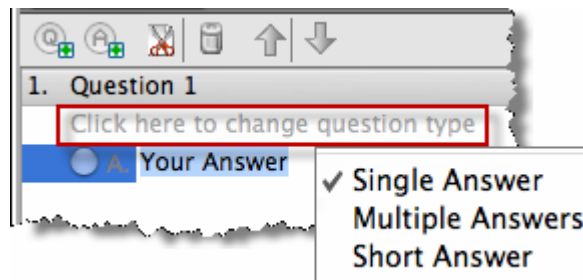 Q A
1. Question 1
Click here to change question type
A. Your Answer
✓ Single Answer
Multiple Answers
Short Answer